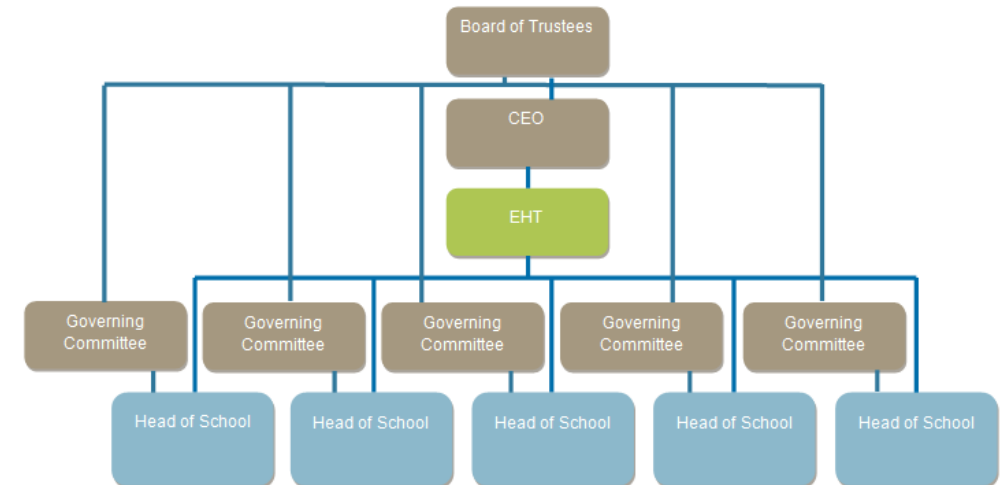 Board of Trustees
CEO
EHT
Governing
Committee
Governing
Committee
Governing
Committee
Governing
Committee
Governing
Committee
Head of School
Head of School
Head of School
Head of School
Head of School